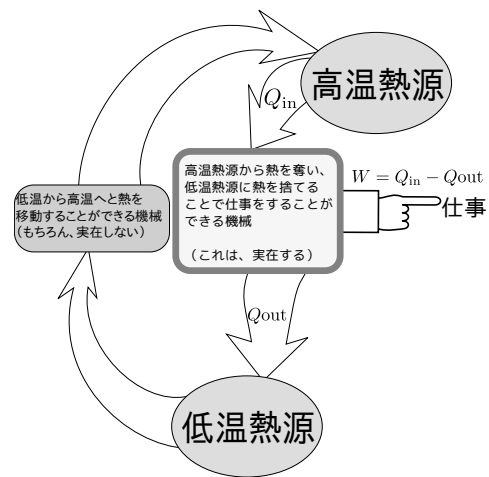 高温熱源
Qin
高温熱源から熱を奪い、
低温熱源に熱を捨てる
ことで仕事をすることが
できる機械
（これは、実在する）
W = Qin − Qout
仕事
低温から高温へと熱を
移動することができる機械
（もちろん、実在しない）
Qout
低温熱源